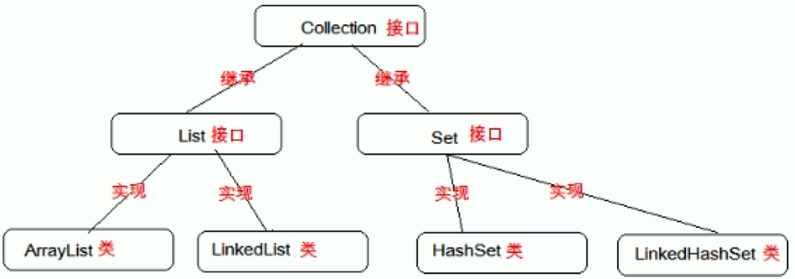 Collection 接口
继承 继承
List 接口 Set 接口
实现 实现 实现 实现
ArrayList 类 LinkedList 类 HashSet 类 LinkedHashSet 类